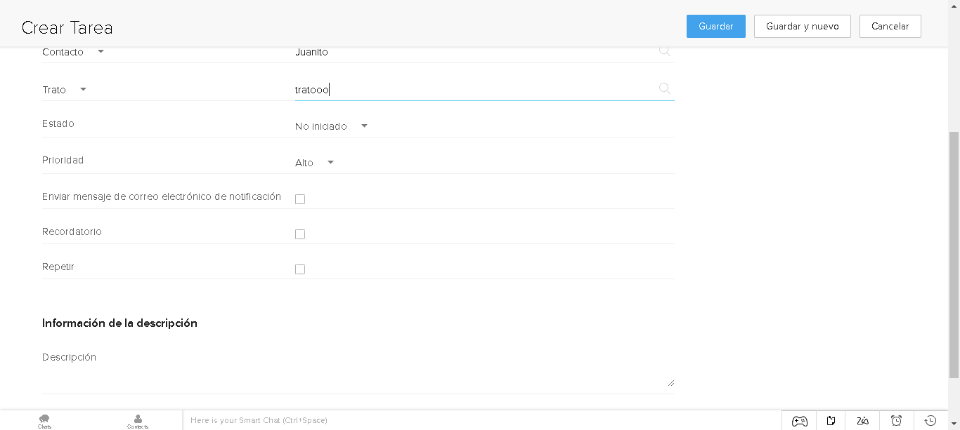 Crear Tarea
Guardar
Guardar y nuevo
Cancelar
Contacto
Juanito
Trato
tratooo
Estado
No iniciado
Prioridad
Alto
Enviar mensaje de correo electrónico de notificación
Recordatorio
Repetir
Información de la descripción
Descripción
Chats
Contacts
Here is your Smart Chat (Ctrl+Space)